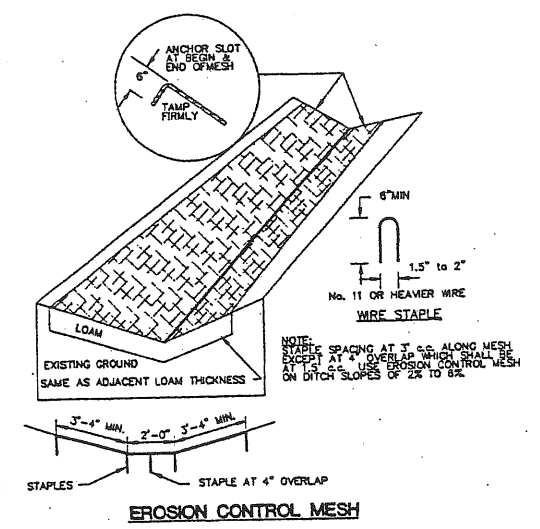 ANCHOR SLOT
AT BEGIN &
END OFMESH
6"
TAMP
FIRMLY
6"MIN
1.5" to 2"
No. 11 OR HEAVIER WIRE
WIRE STAPLE
LOAM
EXISTING GROUND
SAME AS ADJACENT LOAM THICKNESS
NOTE:
STAPLE SPACING AT 3' c.c. ALONG MESH
EXCEPT AT 4" OVERLAP WHICH SHALL BE
AT 1.5' c.c. USE EROSION CONTROL MESH
ON DITCH SLOPES OF 2% TO 8%.
3'-4" MIN.
2'-0"
3'-4" MIN.
STAPLES
STAPLE AT 4" OVERLAP
EROSION CONTROL MESH